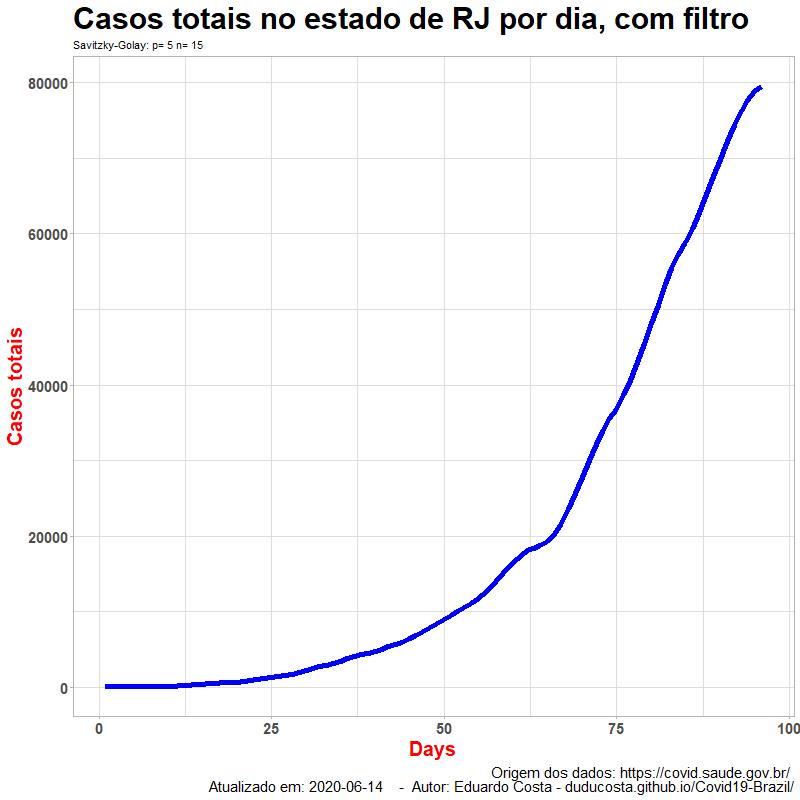 Casos totais no estado de RJ por dia, com filtro
Savitzky-Golay: p= 5 n= 15
80000
60000
40000
20000
0
Casos totais
0 25 50 75 100
Days
Origem dos dados: https://covid.saude.gov.br/
Atualizado em: 2020-06-14 - Autor: Eduardo Costa - duducosta.github.io/Covid19-Brazil/